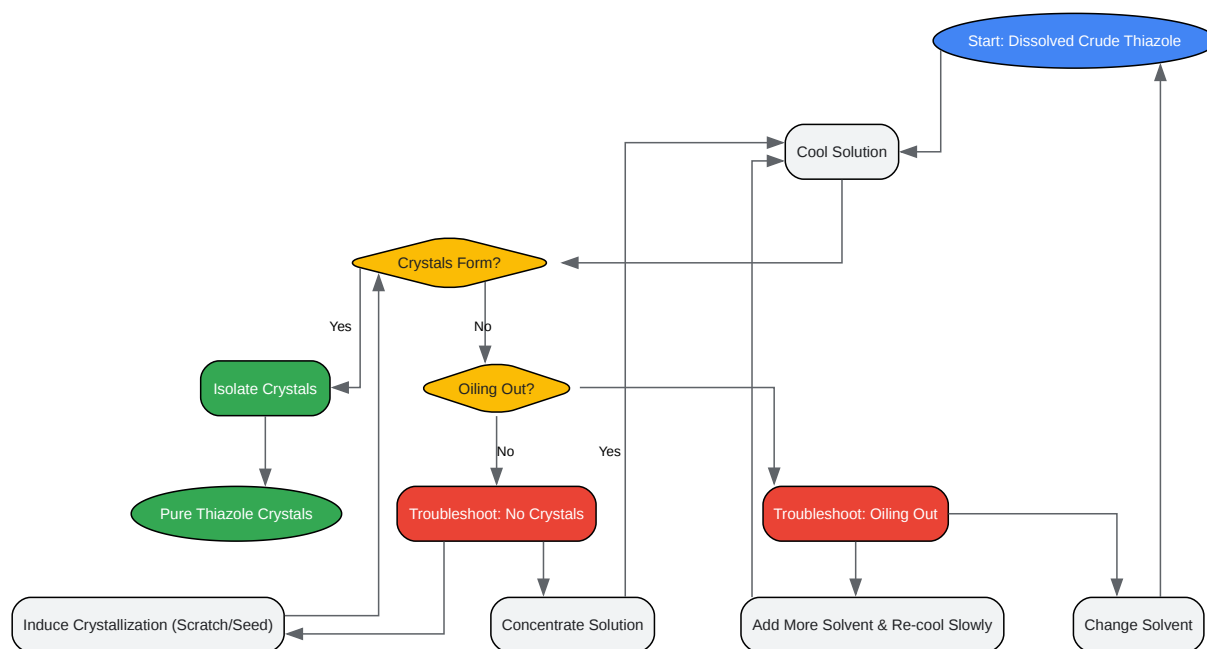 Start: Dissolved Crude Thiazole
Cool Solution
Crystals Form?
Yes
No
Isolate Crystals
Oiling Out?
No
Yes
Pure Thiazole Crystals
Troubleshoot: No Crystals
Troubleshoot: Oiling Out
Induce Crystallization (Scratch/Seed)
Concentrate Solution
Add More Solvent & Re-cool Slowly
Change Solvent